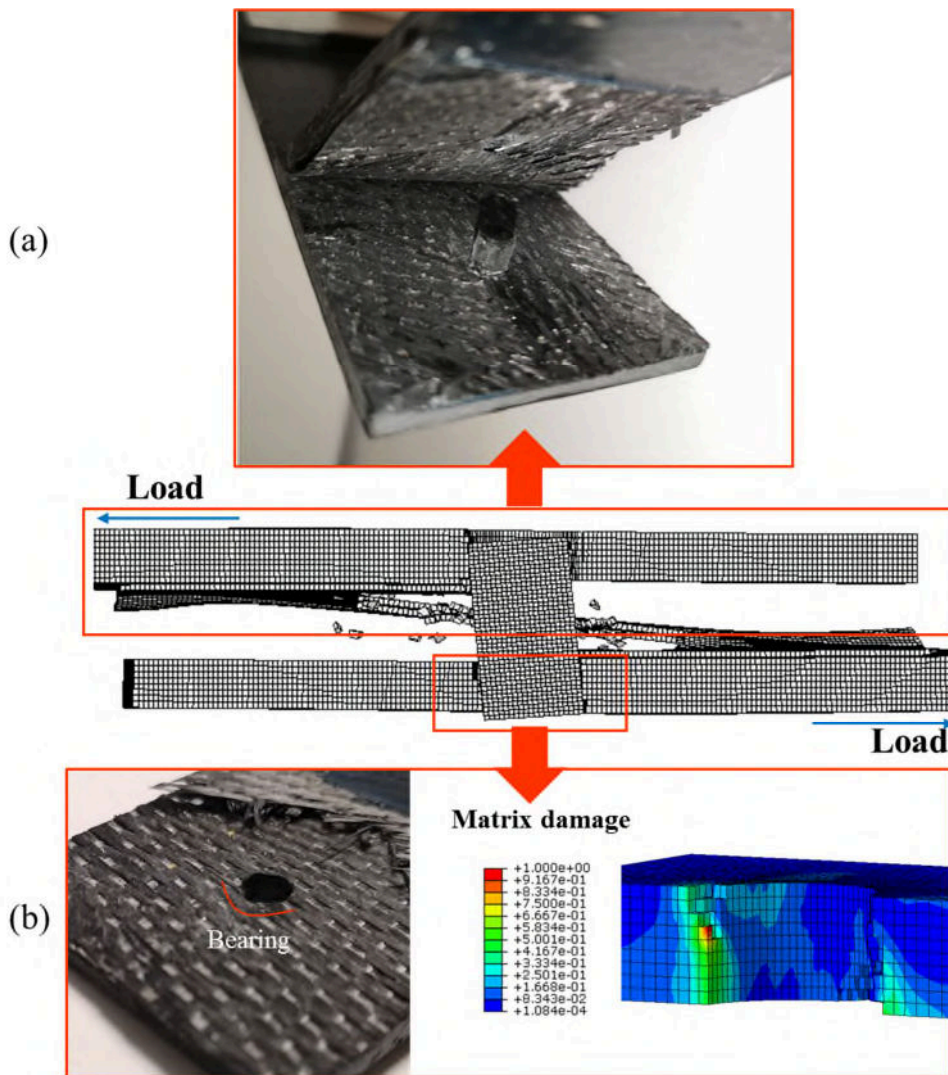 (a)
Load
Load
Matrix damage
+1.000e+00
+9.167e-01
+8.334e-01
+7.500e-01
+6.667e-01
+5.834e-01
+5.001e-01
+4.167e-01
+3.334e-01
+2.501e-01
+1.668e-01
+8.343e-02
+1.084e-04
(b)
Bearing